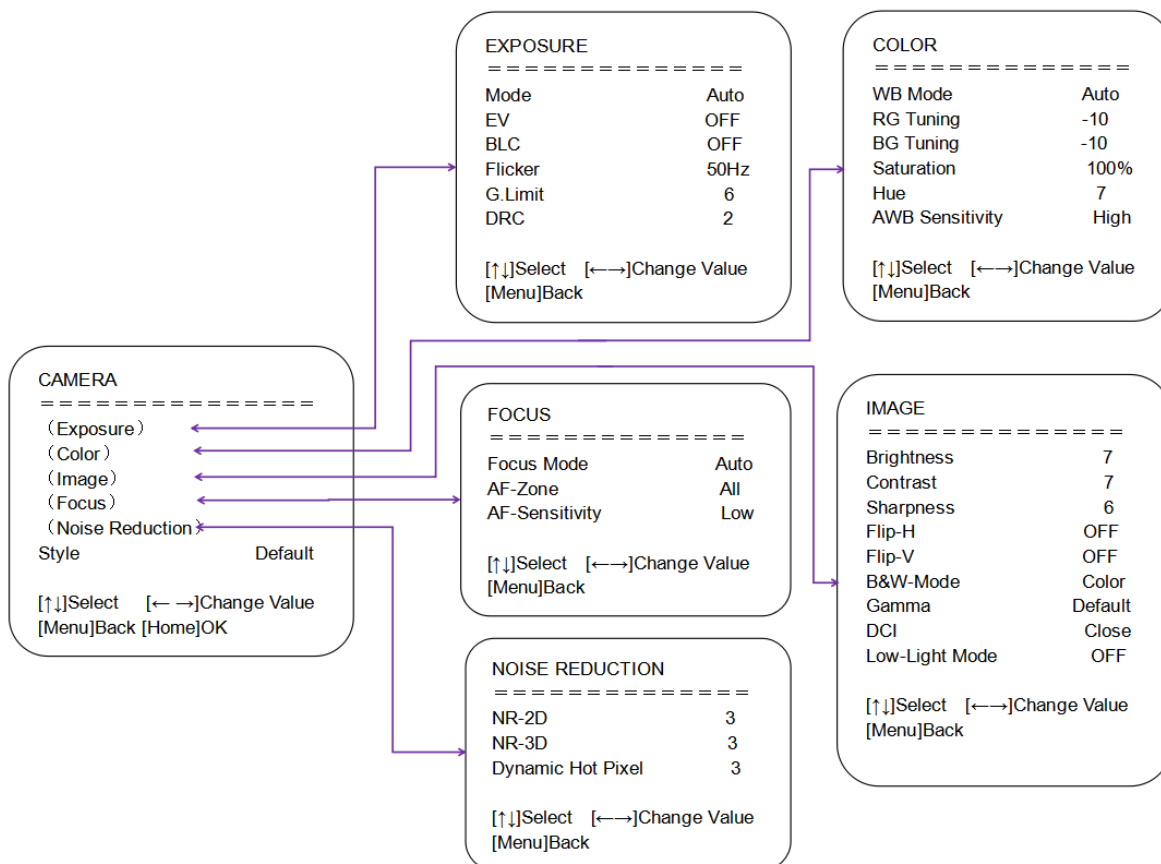 EXPOSURE
= = = = = = = = = = = = = =
Mode Auto
EV OFF
BLC OFF
Flicker 50Hz
G.Limit 6
DRC 2
[↑↓]Select [←→]Change Value
[Menu]Back
COLOR
= = = = = = = = = = = = = =
WB Mode Auto
RG Tuning -10
BG Tuning -10
Saturation 100%
Hue 7
AWB Sensitivity High
[↑↓]Select [←→]Change Value
[Menu]Back
CAMERA
= = = = = = = = = = = = = = =
（Exposure）
（Color）
（Image）
（Focus）
（Noise Reduction）
Style Default
[↑↓]Select [← →]Change Value
[Menu]Back [Home]OK
FOCUS
= = = = = = = = = = = = = =
Focus Mode Auto
AF-Zone All
AF-Sensitivity Low
[↑↓]Select [←→]Change Value
[Menu]Back
IMAGE
= = = = = = = = = = = = = =
Brightness 7
Contrast 7
Sharpness 6
Flip-H OFF
Flip-V OFF
B&W-Mode Color
Gamma Default
DCI Close
Low-Light Mode OFF
[↑↓]Select [←→]Change Value
[Menu]Back
NOISE REDUCTION
= = = = = = = = = = = = = =
NR-2D 3
NR-3D 3
Dynamic Hot Pixel 3
[↑↓]Select [←→]Change Value
[Menu]Back